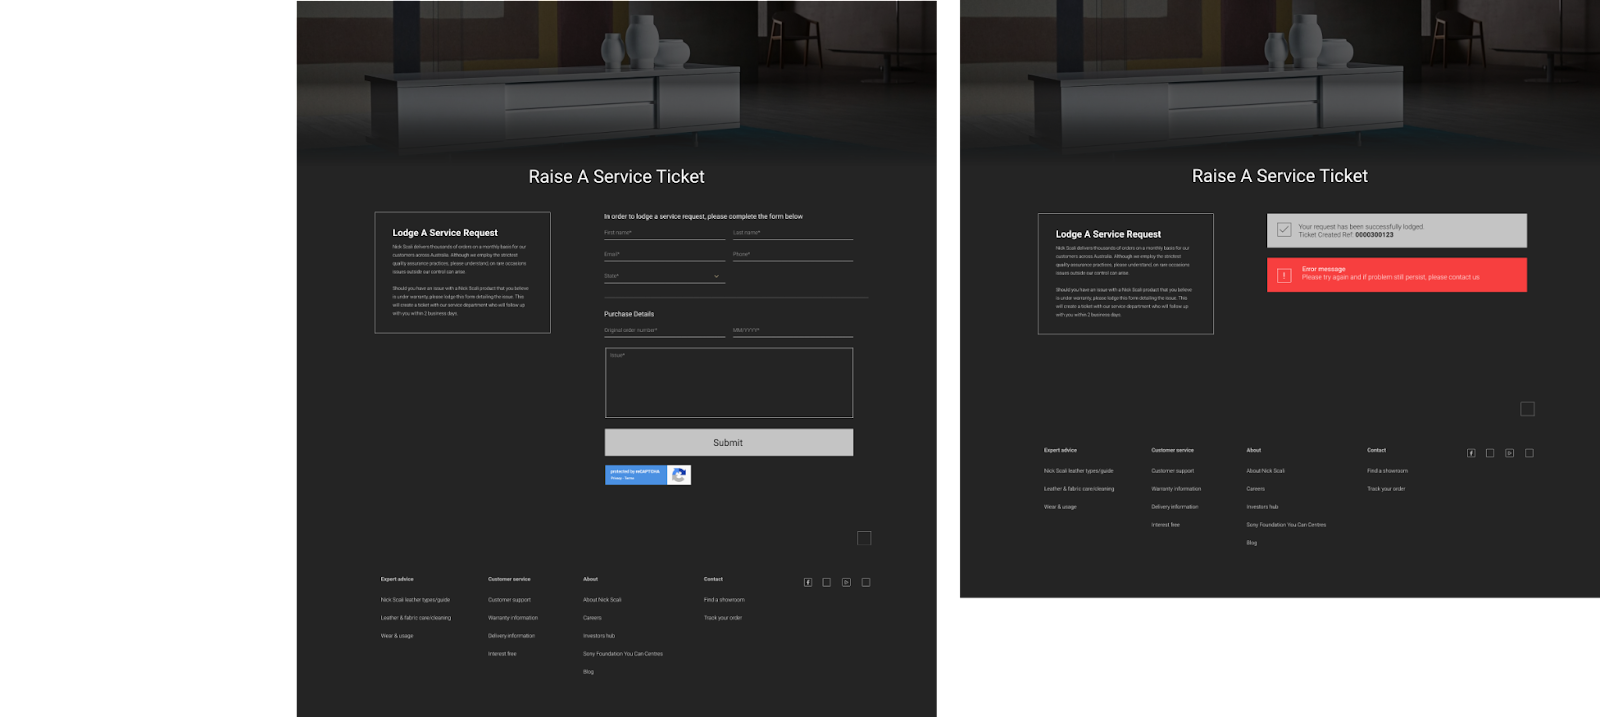 Raise A Service Ticket
Lodge A Service Request
Nick Scali delivers thousands of orders on a monthly basis for our
customers across Australia. Although we employ the strictest
quality assurance practices, please understand, on rare occasions
issues outside our control can arise.
Should you have an issue with a Nick Scali product that you believe
is under warranty, please lodge this form detailing the issue. This
will create a ticket with our service department who will follow up
with you within 2 business days.
In order to lodge a service request, please complete the form below
First name* Last name*
Email* Phone*
State*
Purchase Details
Original order number* MM/YYYY*
Issue*
Submit
protected by reCAPTCHA
Privacy - Terms
Expert advice
Nick Scali leather types/guide
Leather & fabric care/cleaning
Wear & usage
Customer service
Customer support
Warranty information
Delivery information
Interest free
About
About Nick Scali
Careers
Investors hub
Sony Foundation You Can Centres
Blog
Contact
Find a showroom
Track your order
Raise A Service Ticket
Lodge A Service Request
Nick Scali delivers thousands of orders on a monthly basis for our
customers across Australia. Although we employ the strictest
quality assurance practices, please understand, on rare occasions
issues outside our control can arise.
Should you have an issue with a Nick Scali product that you believe
is under warranty, please lodge this form detailing the issue. This
will create a ticket with our service department who will follow up
with you within 2 business days.
Your request has been successfully lodged.
Ticket Created Ref: 0000300123
Error message
Please try again and if problem still persist, please contact us
Expert advice
Nick Scali leather types/guide
Leather & fabric care/cleaning
Wear & usage
Customer service
Customer support
Warranty information
Delivery information
Interest free
About
About Nick Scali
Careers
Investors hub
Sony Foundation You Can Centres
Blog
Contact
Find a showroom
Track your order